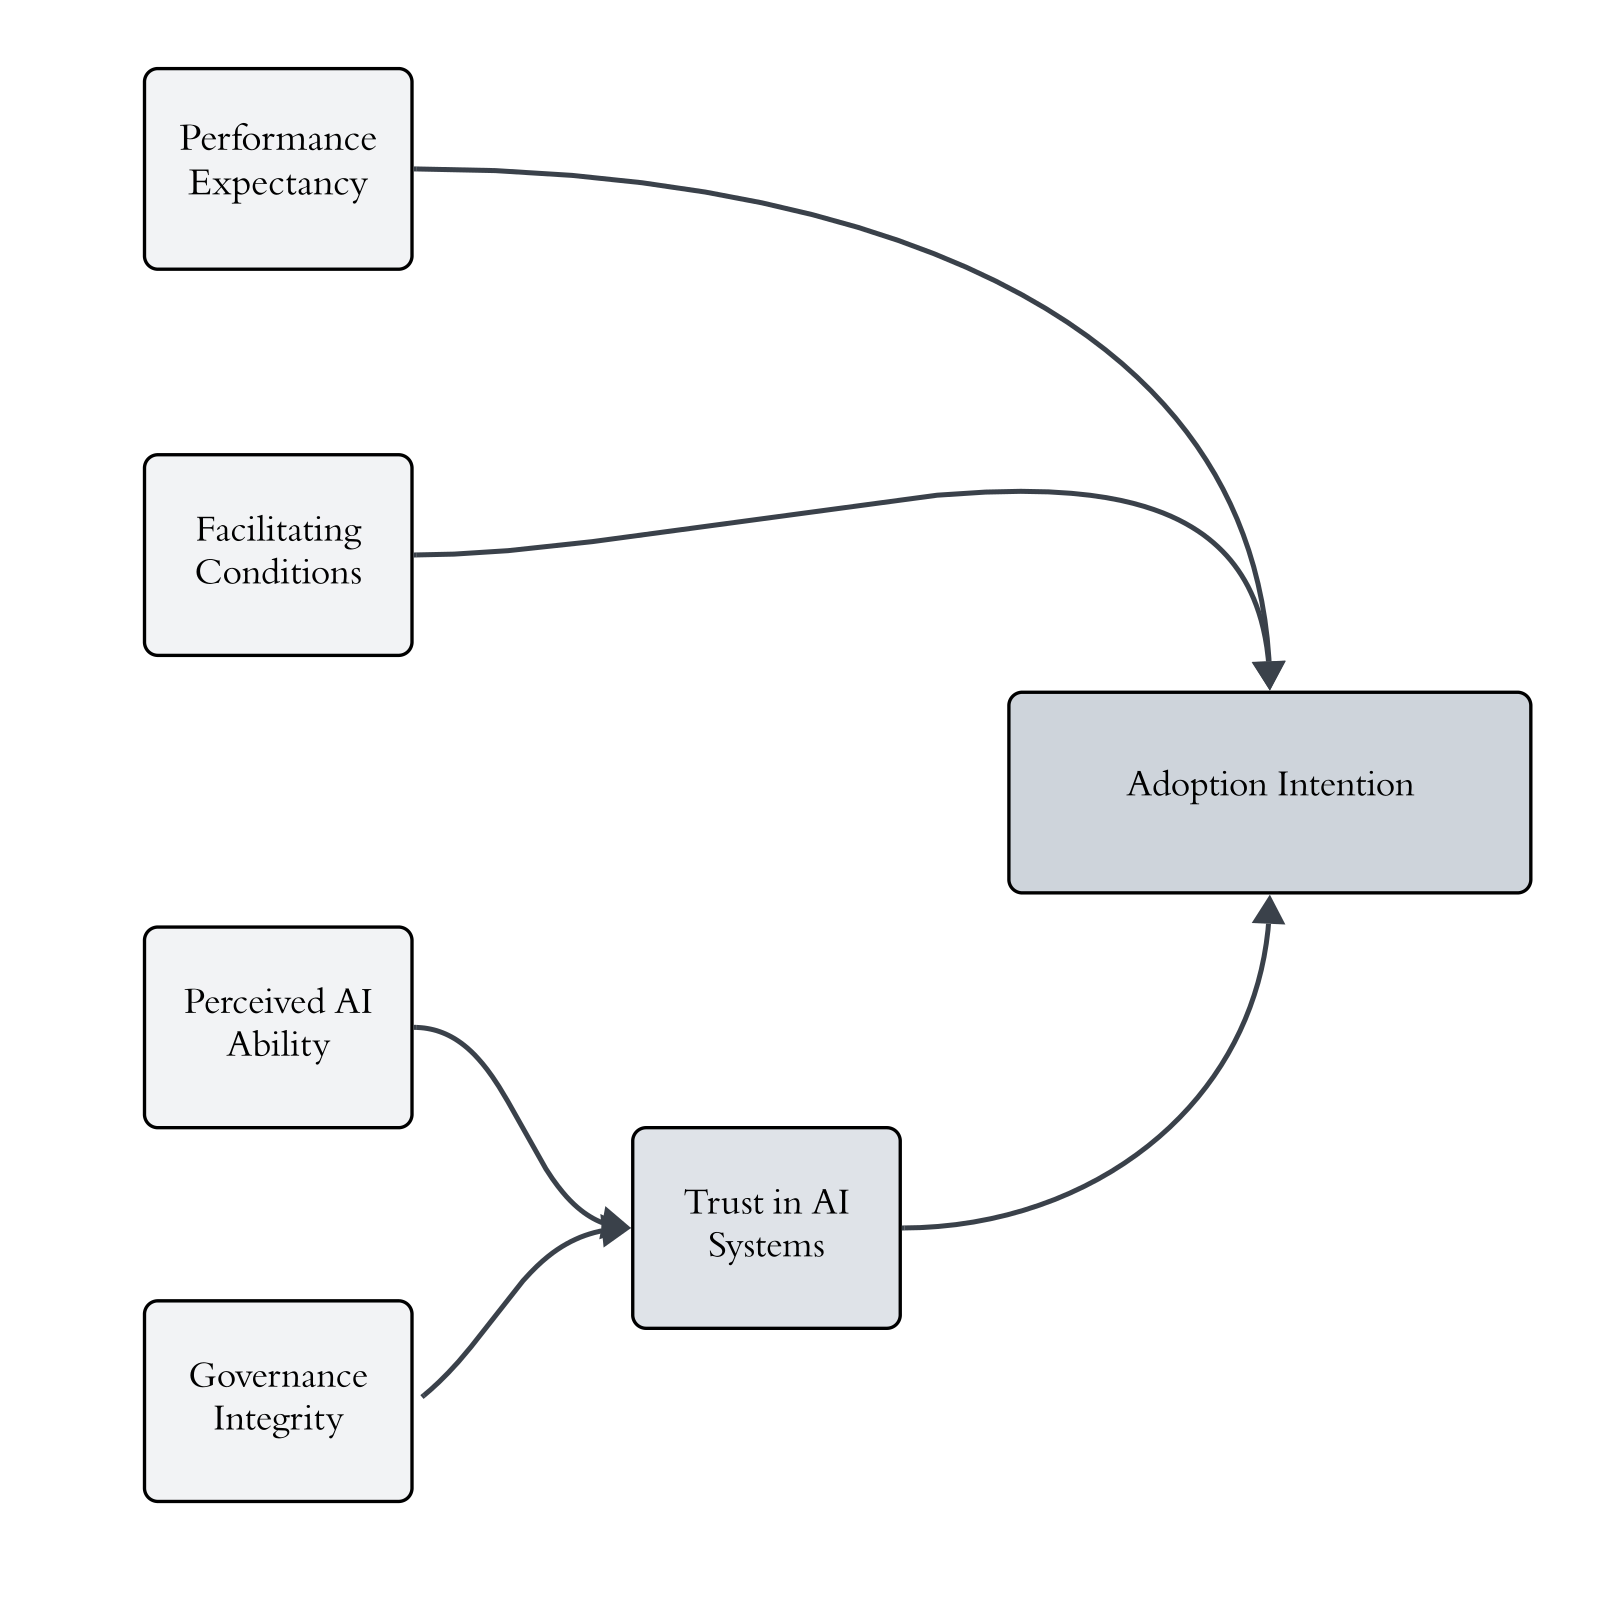 Performance
Expectancy
Facilitating
Conditions
Adoption Intention
Perceived AI
Ability
Trust in AI
Systems
Governance
Integrity